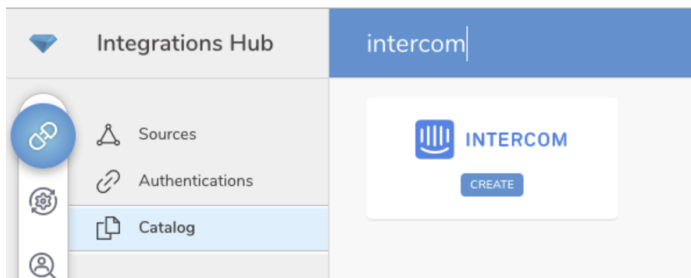 Integrations Hub
intercom
Sources
Authentications
Catalog
INTERCOM
CREATE